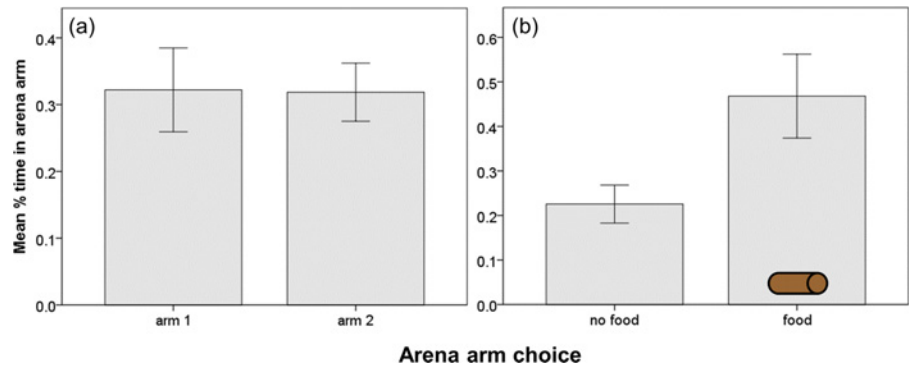 (a)
Mean % time in arena arm
0.4
0.3
0.2
0.1
0.0
arm 1 arm 2
(b)
0.6
0.5
0.4
0.3
0.2
0.1
0.0
no food food
Arena arm choice